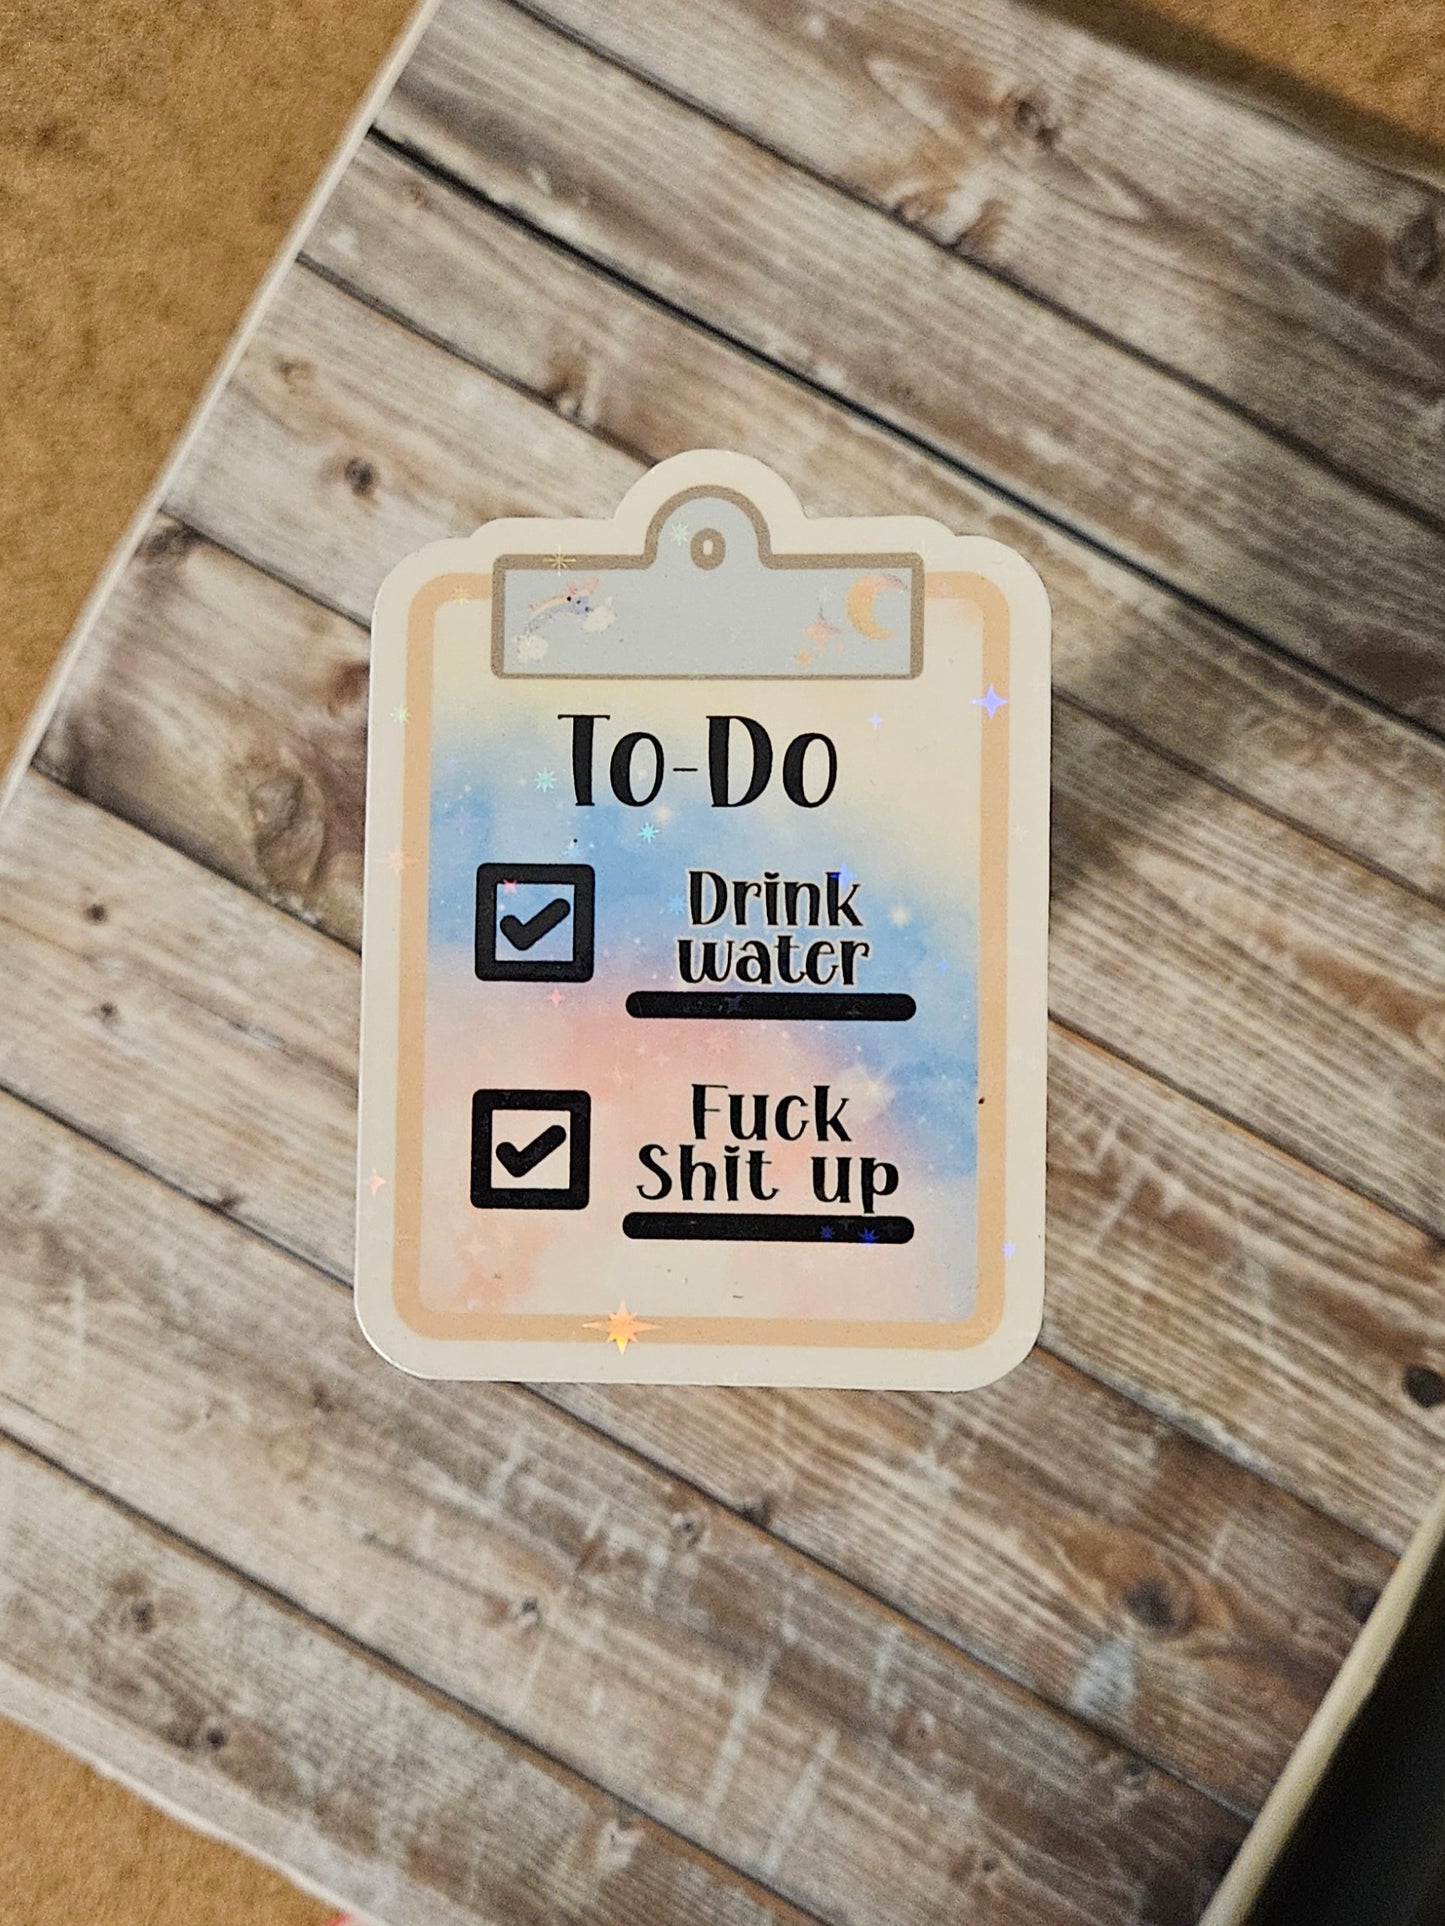 To-Do
Drink
water
Fuck
Shit up